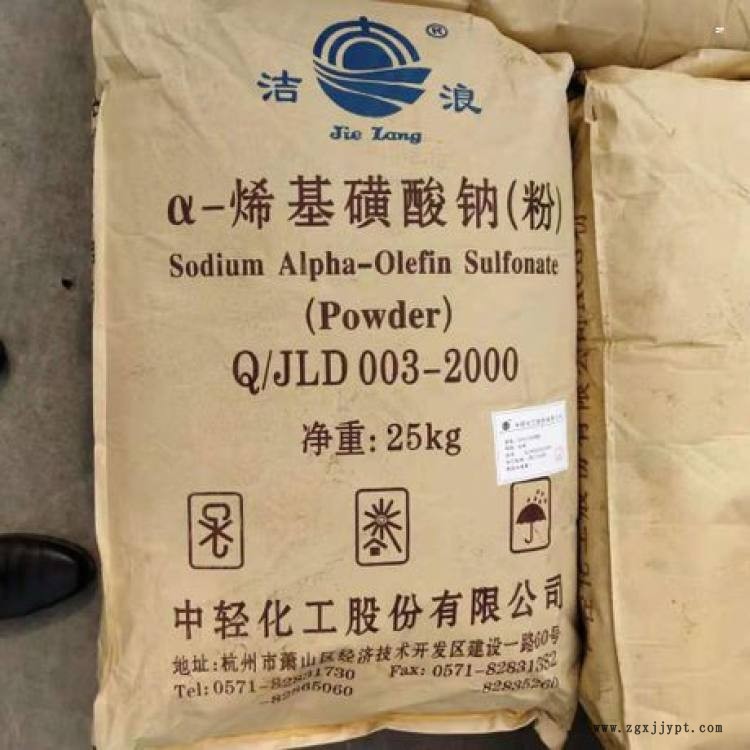 洁浪®
Jie Lang
α-烯基磺酸钠(粉)
Sodium Alpha-Olefin Sulfonate
(Powder)
Q/JLD 003-2000
净重: 25kg
中轻化工股份有限公司
地址:杭州市萧山区经济技术开发区建设一路60号
Tel: 0571-82831730 Fax: 0571-82831382
-82865060 82835260
www.zgxjjypt.com